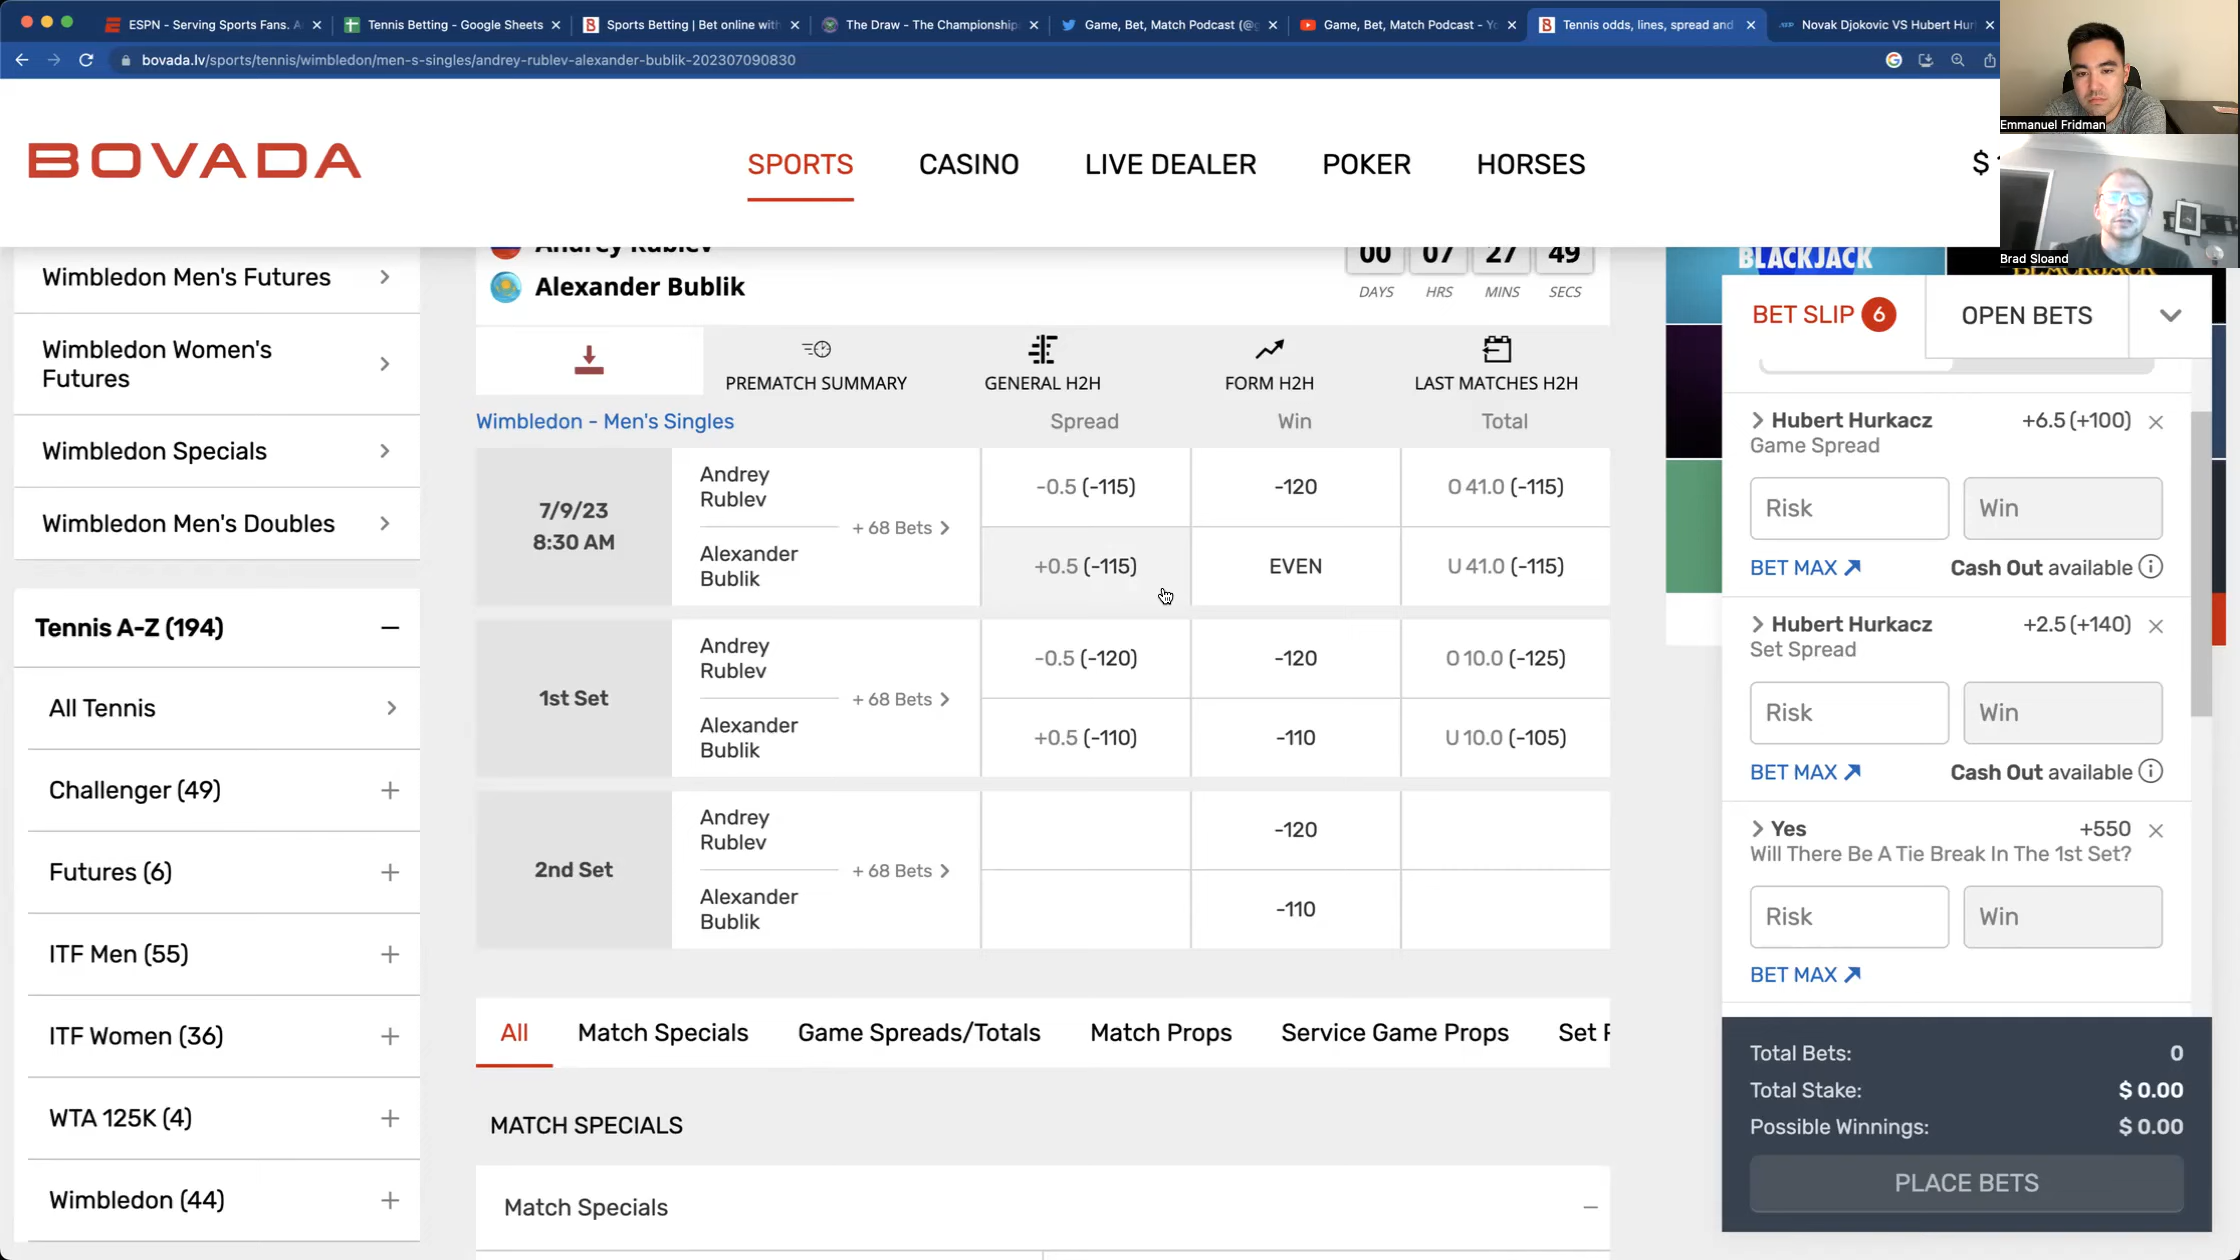 ESPN - Serving Sports Fans. A
Tennis Betting - Google Sheets
Sports Betting | Bet online with
The Draw - The Championship
Game, Bet, Match Podcast (@g
Game, Bet, Match Podcast - Yo
Tennis odds, lines, spread and
Novak Djokovic VS Hubert Hur
bovada.lv/sports/tennis/wimbledon/men-s-singles/andrey-rublev-alexander-bublik-202307090830
Emmanuel Fridman
Brad Sloand
BOVADA
SPORTS
CASINO
LIVE DEALER
POKER
HORSES
$
Wimbledon Men's Futures
Wimbledon Women's
Futures
Wimbledon Specials
Wimbledon Men's Doubles
Tennis A-Z (194)
All Tennis
Challenger (49)
Futures (6)
ITF Men (55)
ITF Women (36)
WTA 125K (4)
Wimbledon (44)
Andrey Rublev
Alexander Bublik
00 07 27 49
DAYS HRS MINS SECS
PREMATCH SUMMARY
GENERAL H2H
FORM H2H
LAST MATCHES H2H
Wimbledon - Men's Singles
Spread
Win
Total
7/9/23
8:30 AM
Andrey
Rublev
+ 68 Bets
Alexander
Bublik
-0.5 (-115)
-120
O 41.0 (-115)
+0.5 (-115)
EVEN
U 41.0 (-115)
1st Set
Andrey
Rublev
+ 68 Bets
Alexander
Bublik
-0.5 (-120)
-120
O 10.0 (-125)
+0.5 (-110)
-110
U 10.0 (-105)
2nd Set
Andrey
Rublev
+ 68 Bets
Alexander
Bublik
-120
-110
All
Match Specials
Game Spreads/Totals
Match Props
Service Game Props
Set
MATCH SPECIALS
Match Specials
BLACKJACK
BLACKJACK
BET SLIP 6
OPEN BETS
Hubert Hurkacz
+6.5 (+100)
Game Spread
Risk
Win
BET MAX
Cash Out available
Hubert Hurkacz
+2.5 (+140)
Set Spread
Risk
Win
BET MAX
Cash Out available
Yes
+550
Will There Be A Tie Break In The 1st Set?
Risk
Win
BET MAX
Total Bets: 0
Total Stake: $ 0.00
Possible Winnings: $ 0.00
PLACE BETS